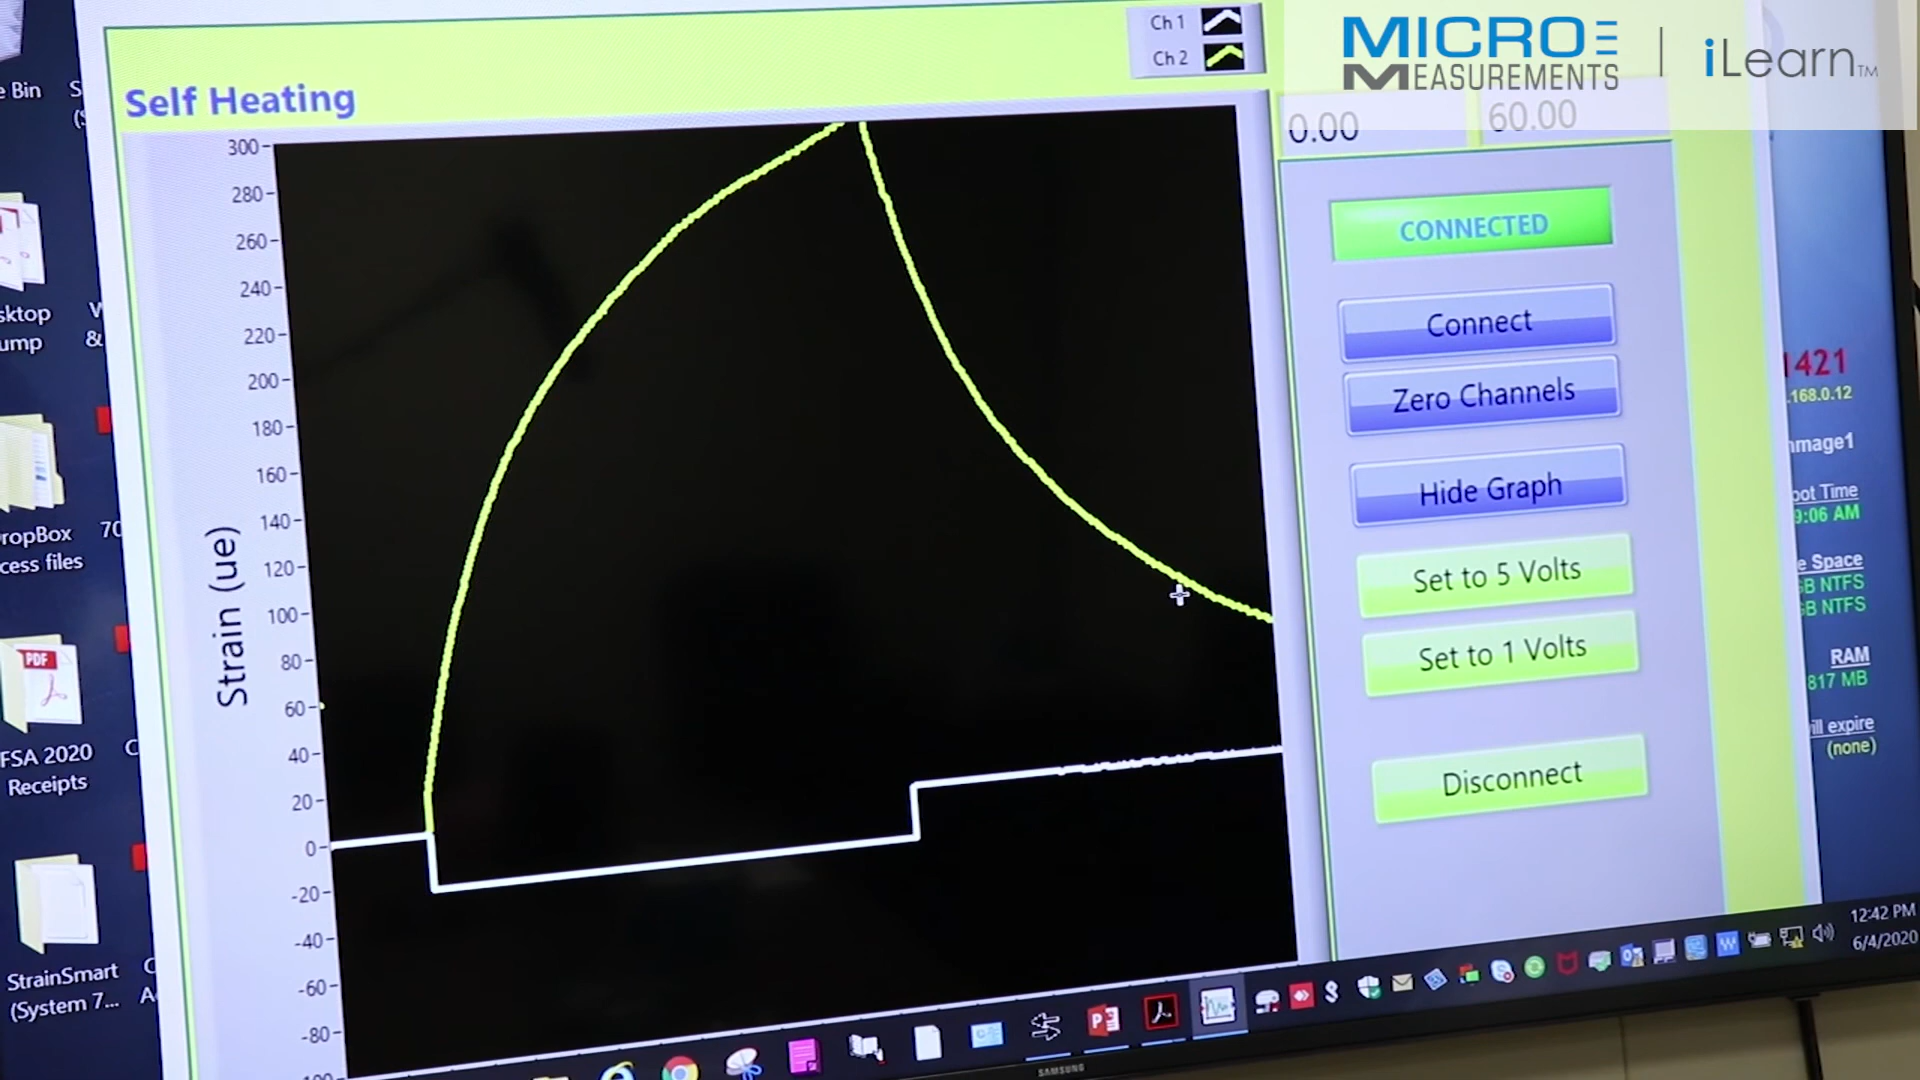 MICRO
MEASUREMENTS
iLearn™
Ch 1
Ch 2
Self Heating
0.00
60.00
Strain (ue)
300
280
260
240
220
200
180
160
140
120
100
80
60
40
20
0
-20
-40
-60
-80
CONNECTED
Connect
Zero Channels
Hide Graph
Set to 5 Volts
Set to 1 Volts
Disconnect
e Bin
sktop
ump
ropBox
cess files
PDF
FSA 2020
Receipts
StrainSmart
(System 7...
1421
.168.0.12
mage1
oot Time
9:06 AM
e Space
GB NTFS
GB NTFS
RAM
817 MB
ill expire
(none)
12:42 PM
6/4/2020
SAMSUNG